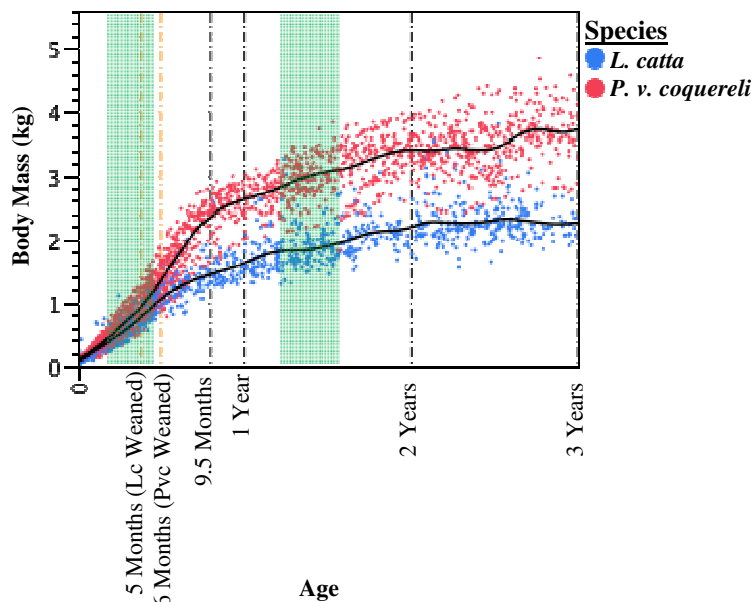 Species
L. catta
P. v. coquereli
Body Mass (kg)
5
4
3
2
1
0
0
5 Months (Lc Weaned)
6 Months (Pvc Weaned)
9.5 Months
1 Year
2 Years
3 Years
Age